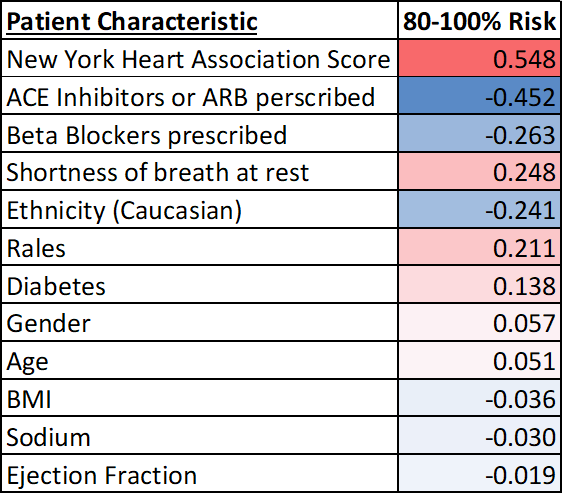 Patient Characteristic 80-100% Risk
New York Heart Association Score 0.548
ACE Inhibitors or ARB perscribed -0.452
Beta Blockers prescribed -0.263
Shortness of breath at rest 0.248
Ethnicity (Caucasian) -0.241
Rales 0.211
Diabetes 0.138
Gender 0.057
Age 0.051
BMI -0.036
Sodium -0.030
Ejection Fraction -0.019